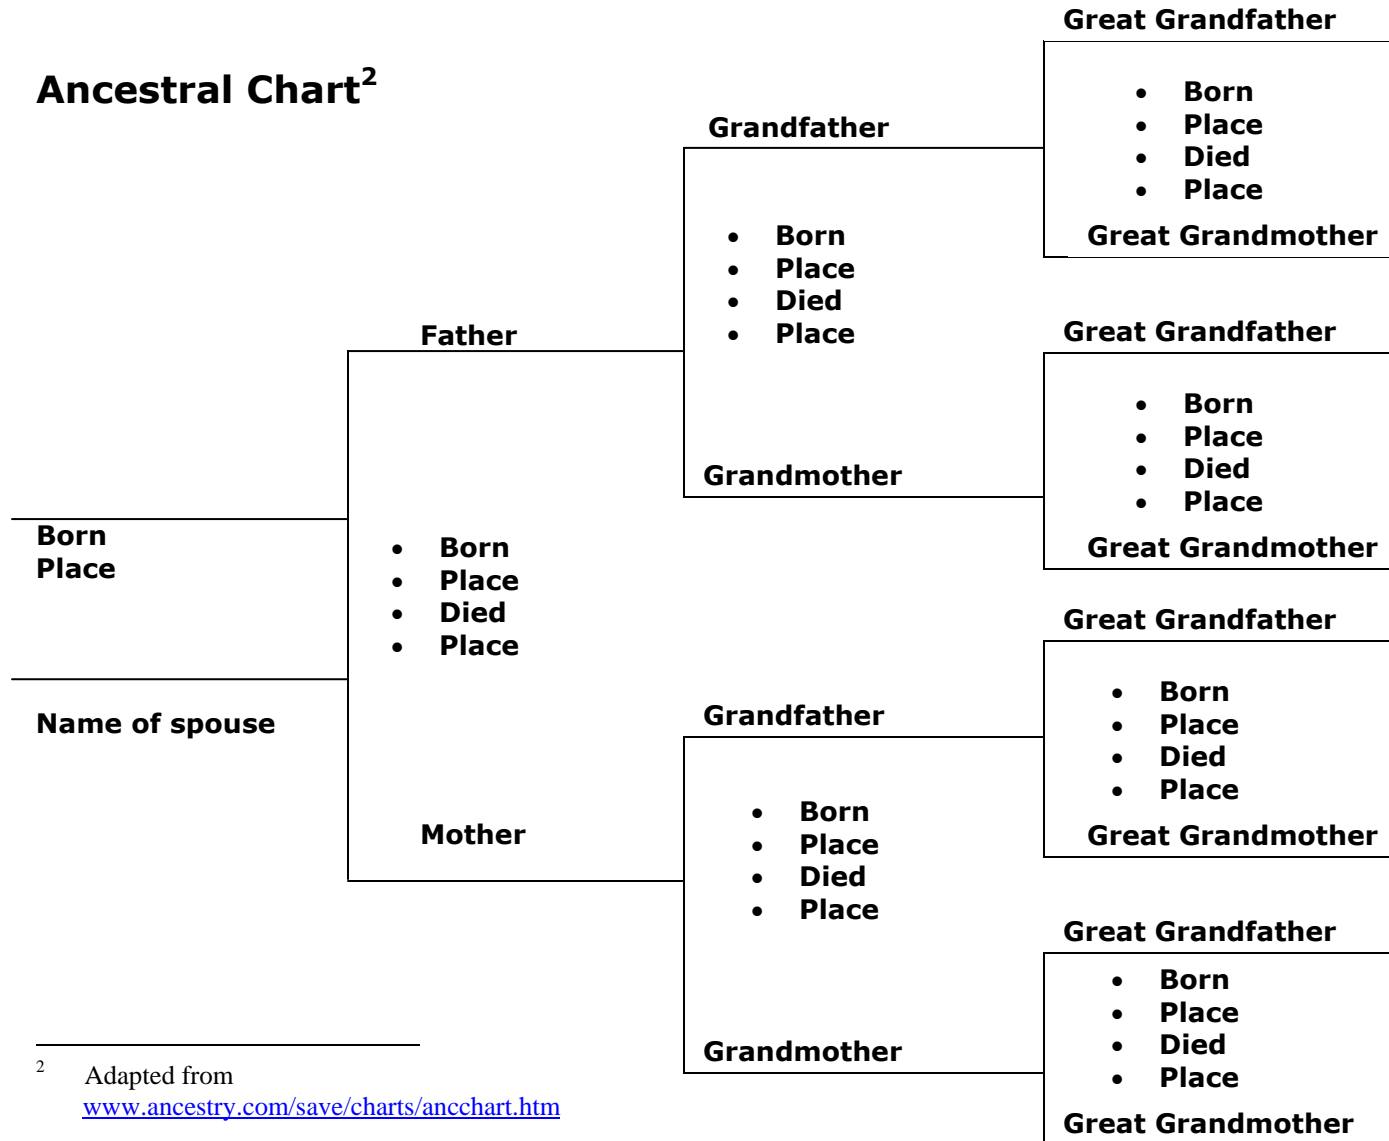 Great Grandfather
Ancestral Chart2
• Born
• Place
• Died
• Place
Grandfather
Great Grandmother
• Born
• Place
• Died
• Place
Father
Great Grandfather
• Born
• Place
• Died
• Place
Grandmother
Great Grandmother
Born
Place
• Born
• Place
• Died
• Place
Great Grandfather
• Born
• Place
• Died
• Place
Name of spouse
Grandfather
Great Grandmother
Mother
• Born
• Place
• Died
• Place
Great Grandfather
• Born
• Place
• Died
• Place
Grandmother
Great Grandmother
2 Adapted from
www.ancestry.com/save/charts/ancchart.htm